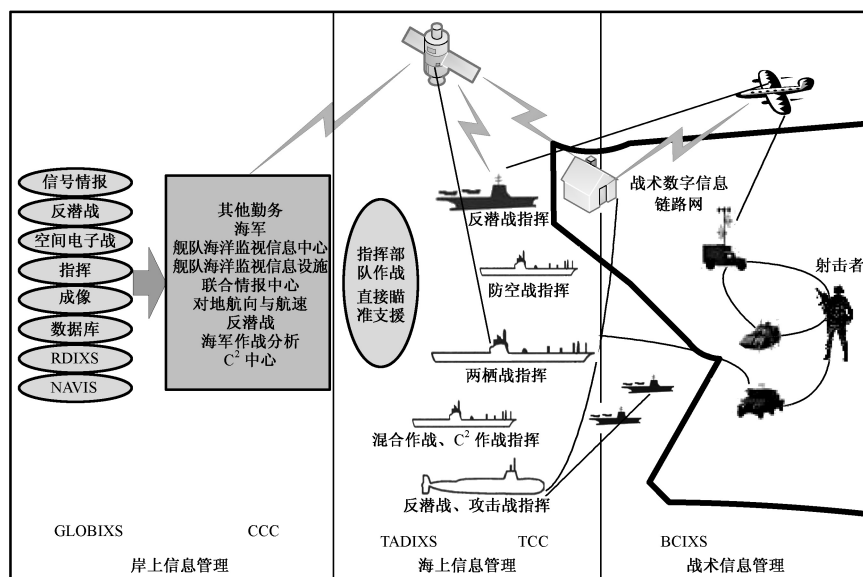 信号情报
反潜战
空间电子战
指挥
成像
数据库
RDIXS
NAVIS
其他勤务
海军
舰队海洋监视信息中心
舰队海洋监视信息设施
联合情报中心
对地航向与航速
反潜战
海军作战分析
C² 中心
指挥部
队作战
直接瞄
准支援
反潜战指挥
防空战指挥
两栖战指挥
混合作战、C² 作战指挥
反潜战、攻击战指挥
战术数字信息
链路网
射击者
GLOBIXS
CCC
TADIXS
TCC
BCIXS
岸上信息管理
海上信息管理
战术信息管理